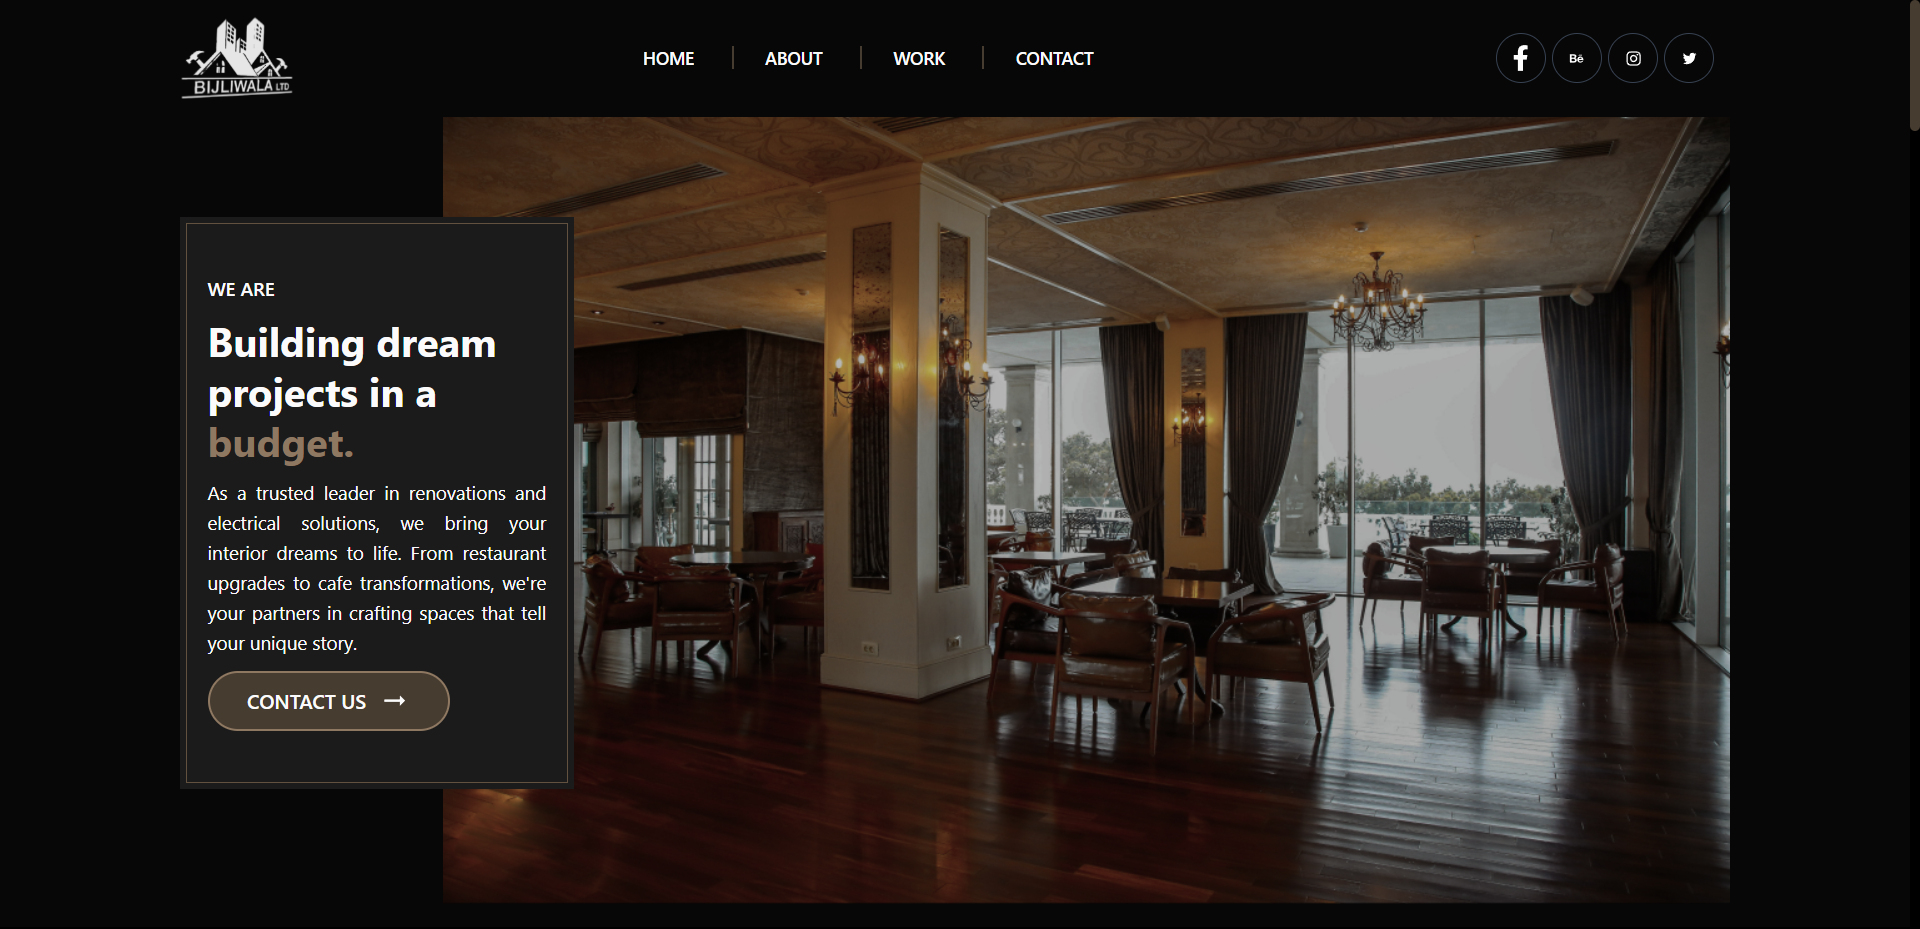 BIJLIWALA LTD
HOME
ABOUT
WORK
CONTACT
Bē
WE ARE
Building dream
projects in a
budget.
As a trusted leader in renovations and
electrical solutions, we bring your
interior dreams to life. From restaurant
upgrades to cafe transformations, we're
your partners in crafting spaces that tell
your unique story.
CONTACT US